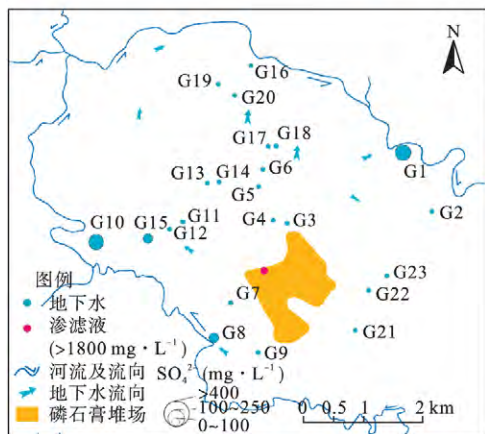 N
G16
G19
G20
G17 G18
G1
G6
G13 G14
G5
G2
G10 G15 G11
G4 G3
G12
图例
G23
地下水
G7
G22
渗滤液
(>1800 mg·L⁻¹)
G8
G21
河流及流向
SO₄²⁻(mg·L⁻¹)
G9
地下水流向
>400
100~250
0~100
磷石膏堆场
0 0.5 1 2 km